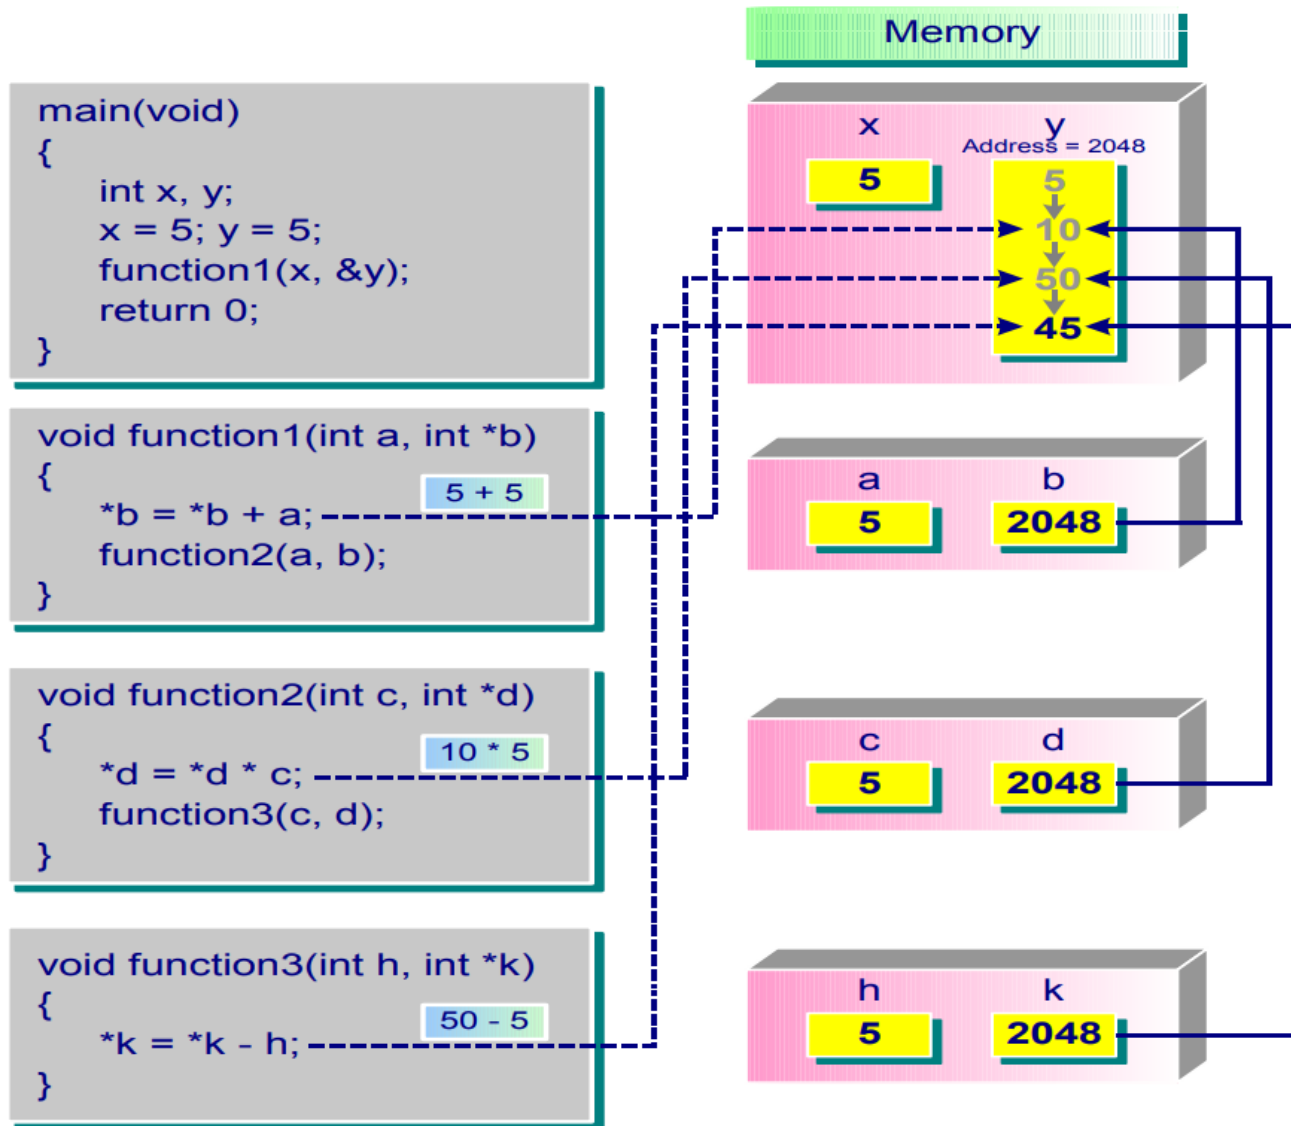 Memory
main(void)
{
int x, y;
x = 5; y = 5;
function1(x, &y);
return 0;
}
x y
Address = 2048
5 5
10
50
45
void function1(int a, int *b)
{
5 + 5
*b = *b + a;
function2(a, b);
}
a b
5 2048
void function2(int c, int *d)
{
10 * 5
*d = *d * c;
function3(c, d);
}
c d
5 2048
void function3(int h, int *k)
{
50 - 5
*k = *k - h;
}
h k
5 2048